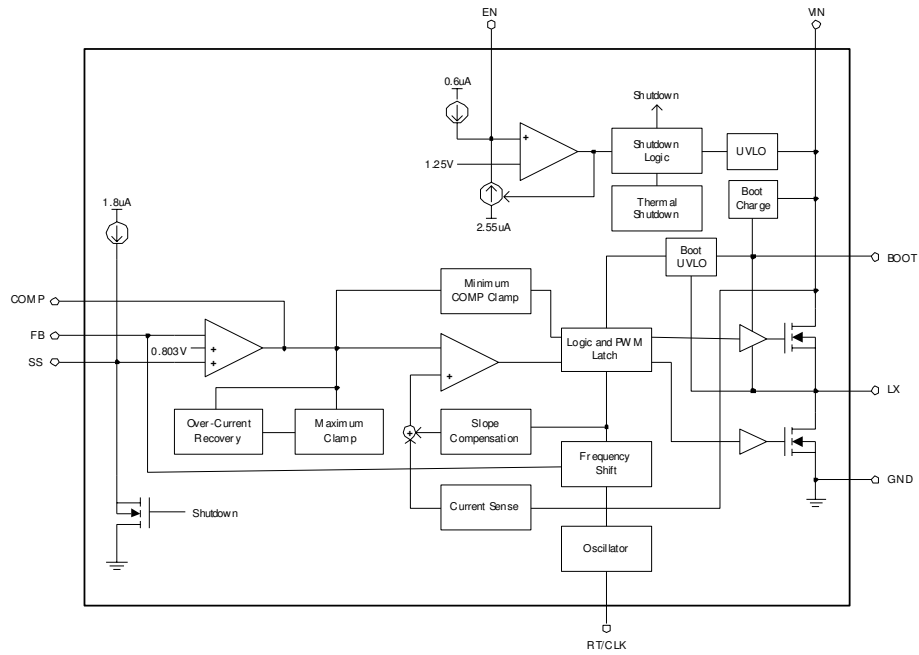 EN
VIN
0.6uA
Shutdown
+
1.25V
Shutdown
Logic
UVLO
Thermal
Shutdown
Boot
Charge
2.55uA
1.8uA
Boot
UVLO
BOOT
Minimum
COMP Clamp
COMP
FB
0.803V
+
+
SS
Logic and PWM
Latch
+
LX
Over-Current
Recovery
Maximum
Clamp
+
Slope
Compensation
Frequency
Shift
GND
Current Sense
Shutdown
Oscillator
RT/CLK